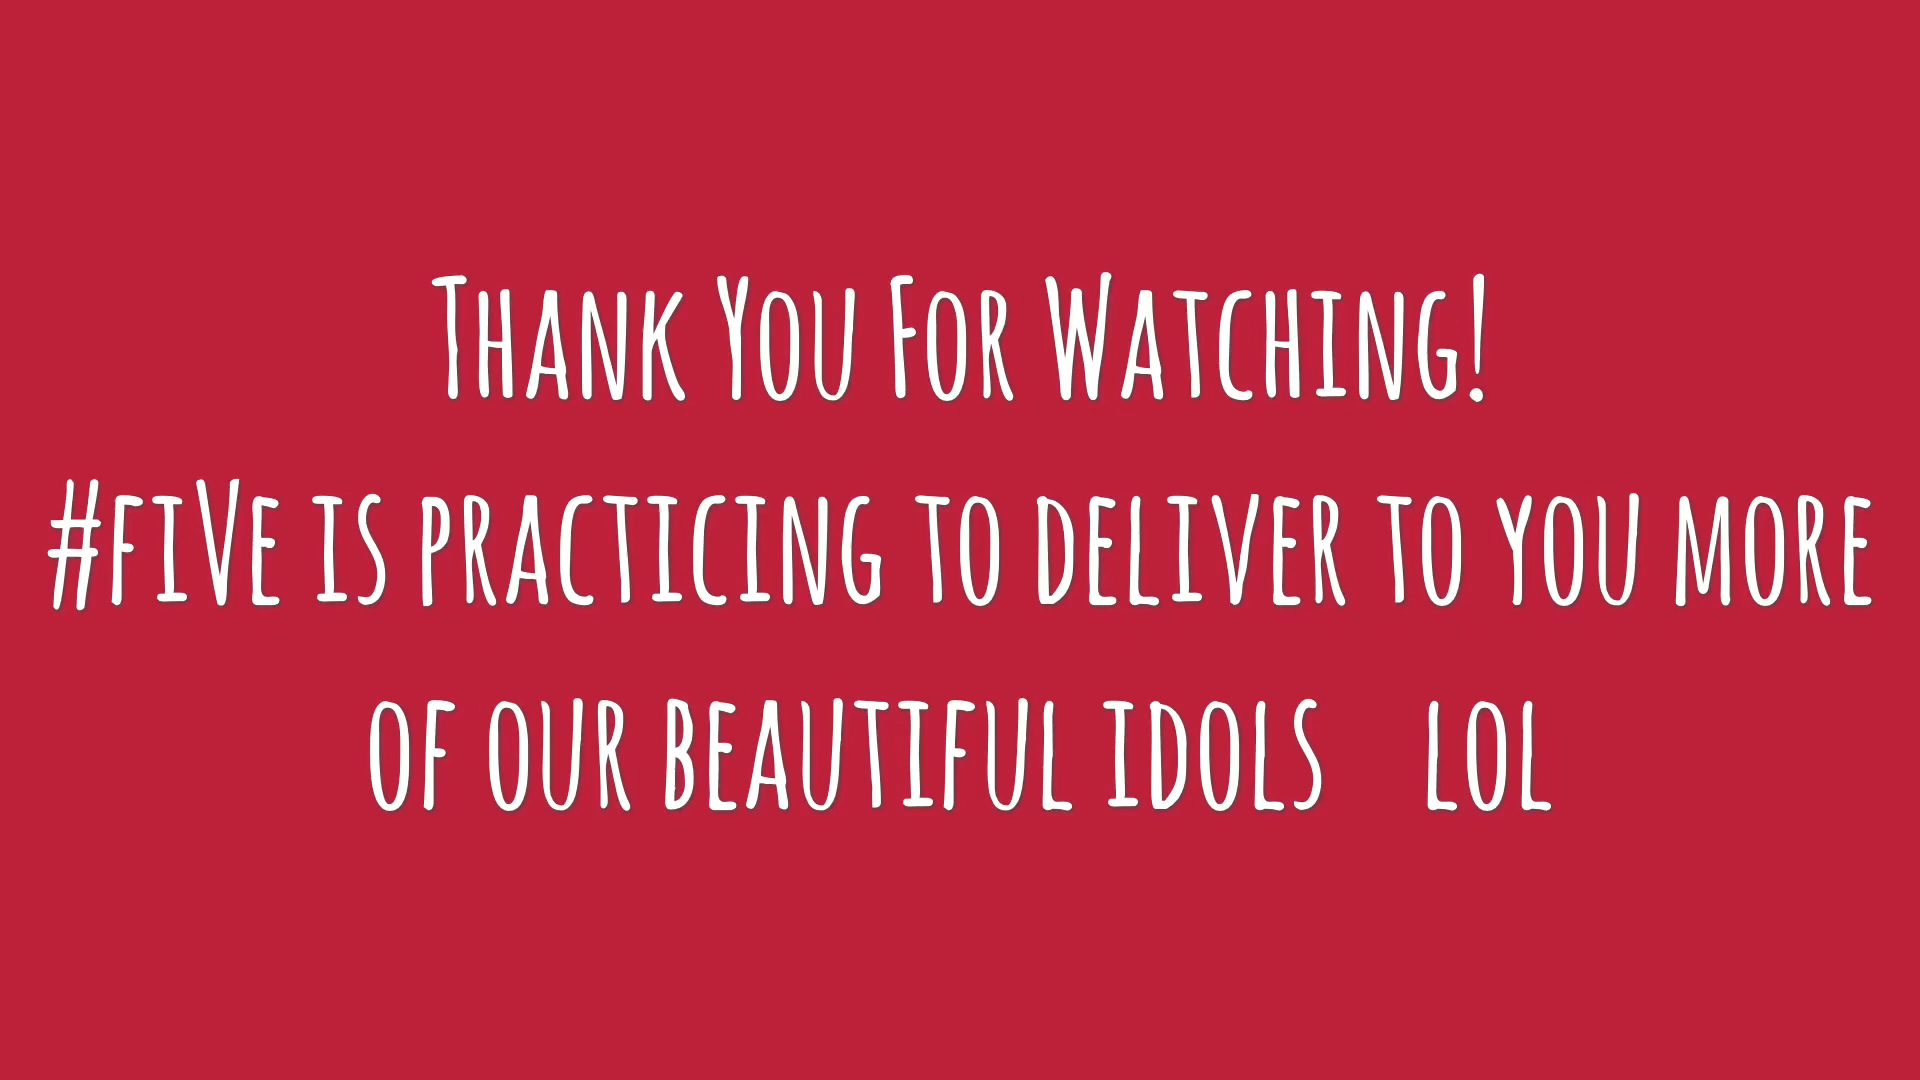 Thank You For Watching!
#fiVe is practicing to deliver to you more
of our beautiful idols lol